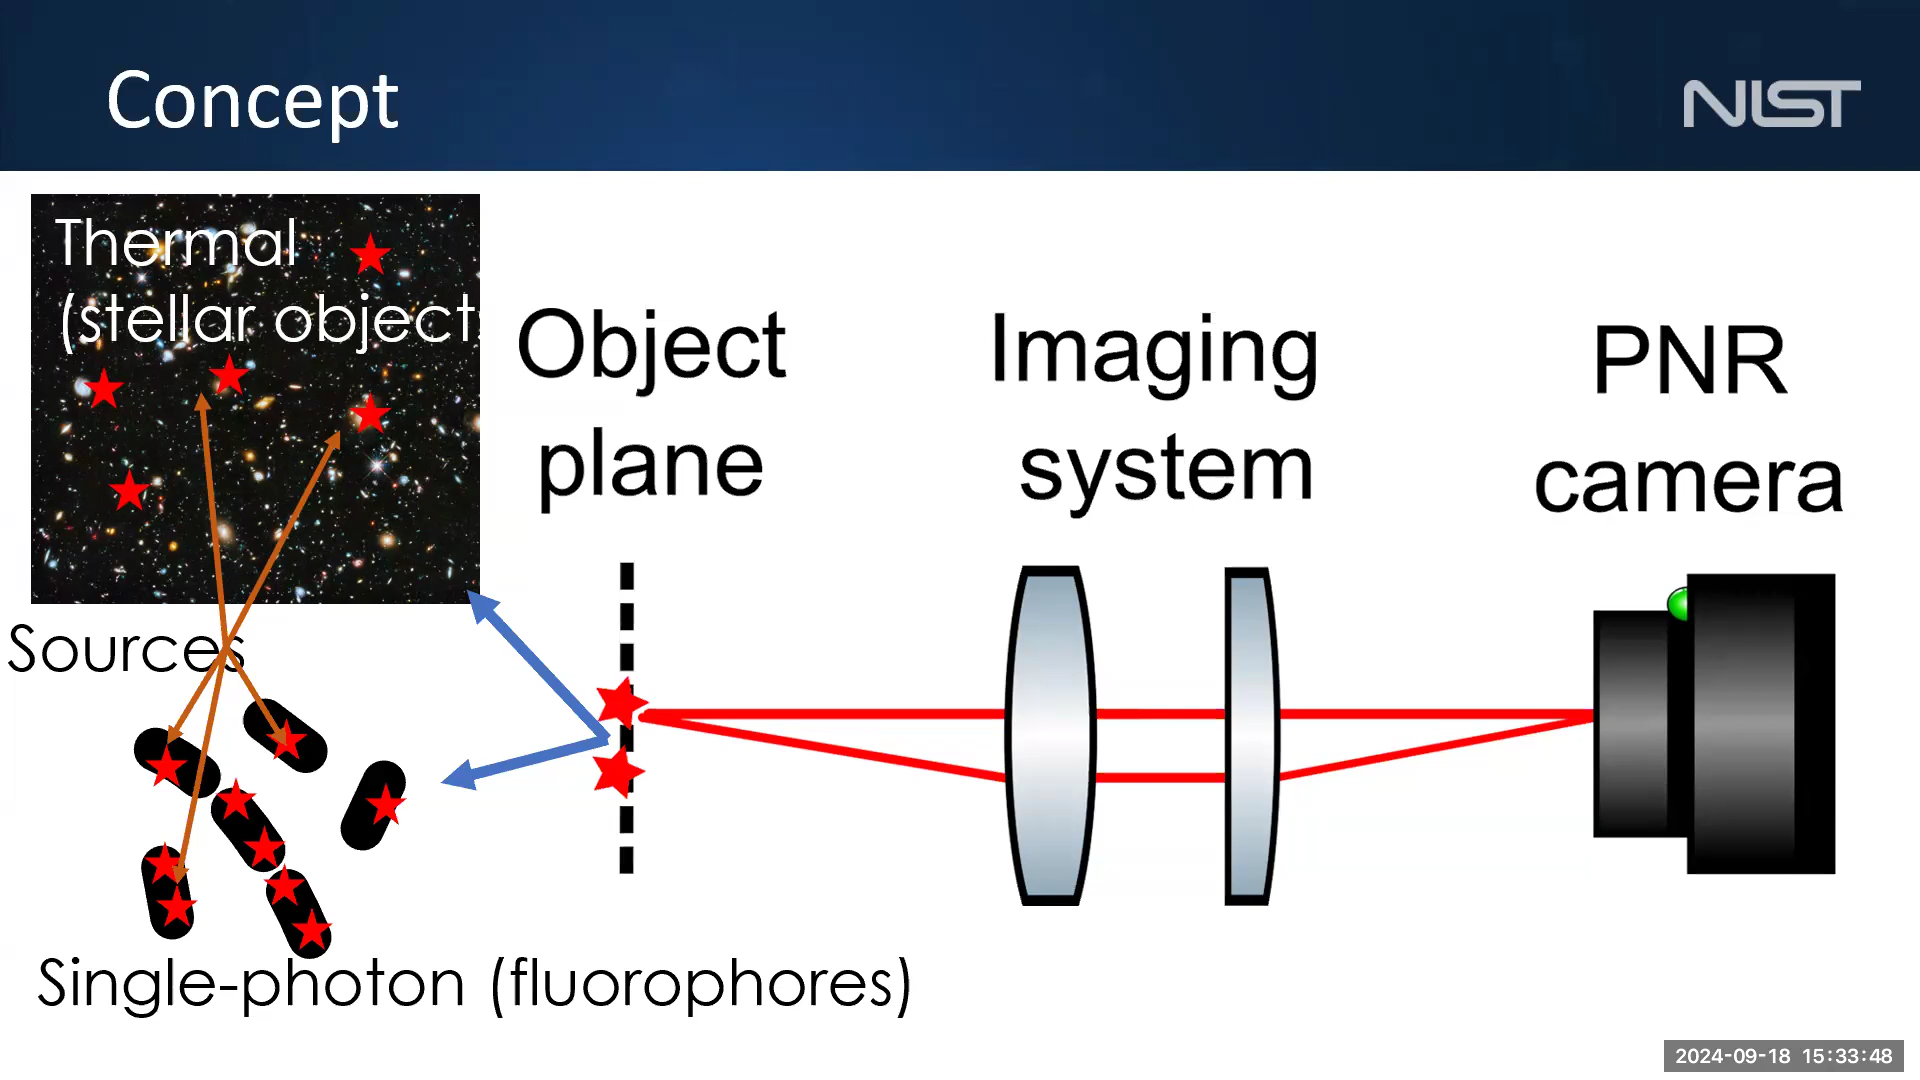 Concept
NIST
Thermal
(stellar object
Object
plane
Imaging
system
PNR
camera
Sources
Single-photon (fluorophores)
2024-09-18 15:33:48